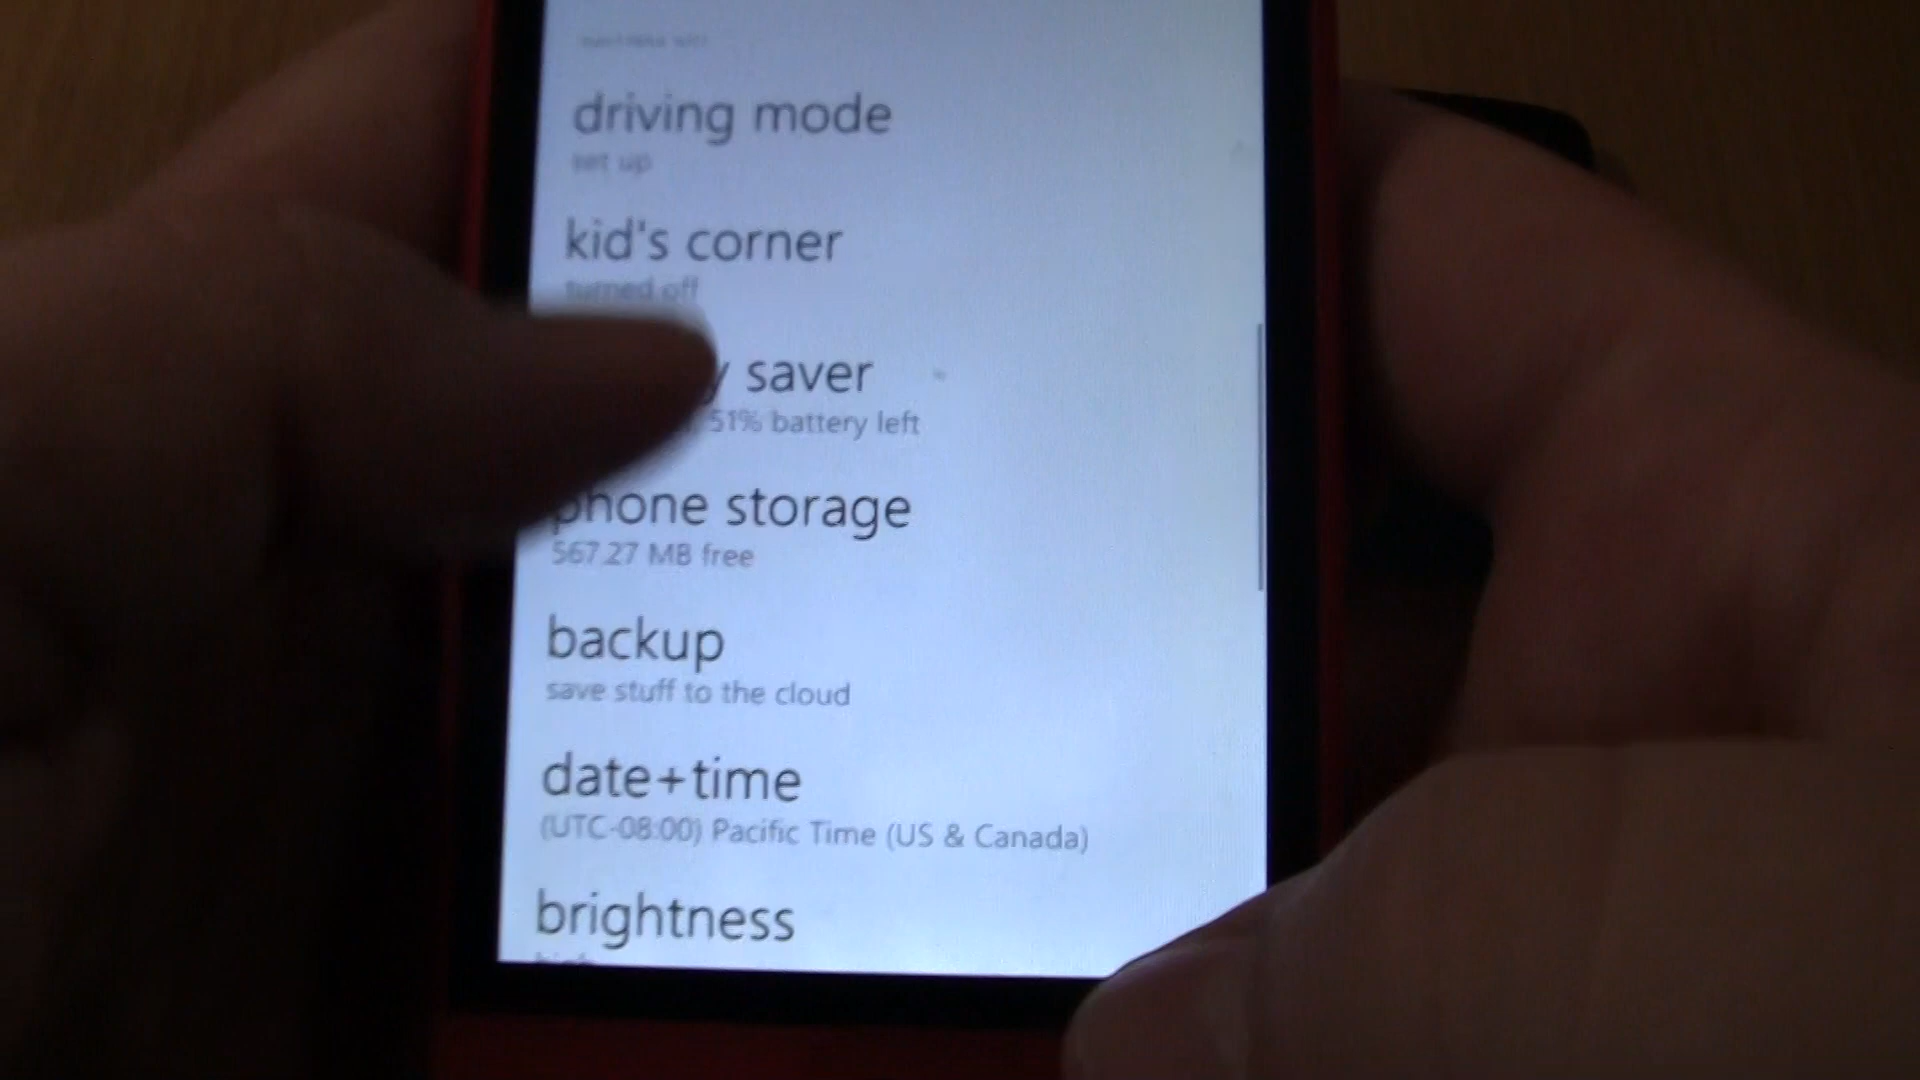 driving mode
set up
kid's corner
turned off
saver
51% battery left
phone storage
567.27 MB free
backup
save stuff to the cloud
date+time
(UTC-08:00) Pacific Time (US & Canada)
brightness